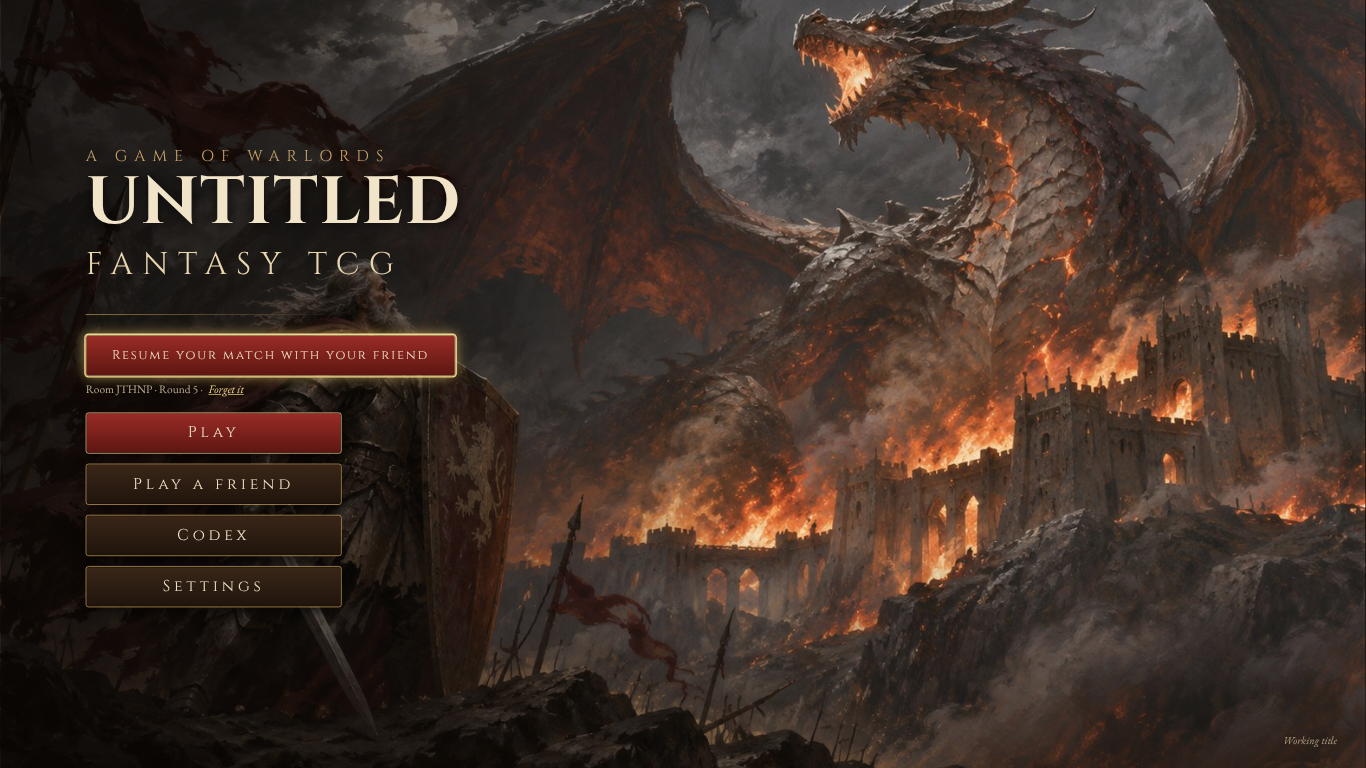 A GAME OF WARLORDS
UNTITLED
FANTASY TCG
Resume your match with your friend
Room JTHNP · Round 5 · Forget it
Play
Play a friend
Codex
Settings
Working title